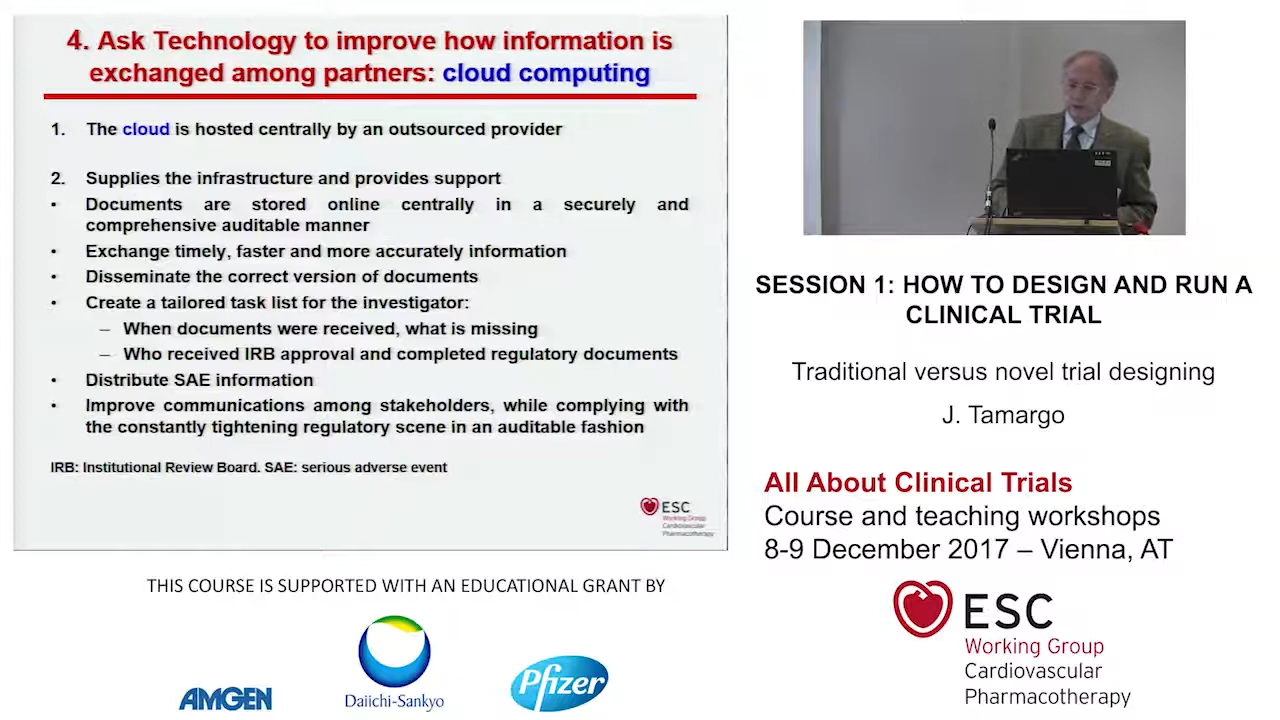 4. Ask Technology to improve how information is
exchanged among partners: cloud computing
1. The cloud is hosted centrally by an outsourced provider
2. Supplies the infrastructure and provides support
• Documents are stored online centrally in a securely and
comprehensive auditable manner
• Exchange timely, faster and more accurately information
• Disseminate the correct version of documents
• Create a tailored task list for the investigator:
– When documents were received, what is missing
– Who received IRB approval and completed regulatory documents
• Distribute SAE information
• Improve communications among stakeholders, while complying with
the constantly tightening regulatory scene in an auditable fashion
IRB: Institutional Review Board. SAE: serious adverse event
ESC
Working Group
Cardiovascular
Pharmacotherapy
SESSION 1: HOW TO DESIGN AND RUN A
CLINICAL TRIAL
Traditional versus novel trial designing
J. Tamargo
All About Clinical Trials
Course and teaching workshops
8-9 December 2017 – Vienna, AT
ESC
Working Group
Cardiovascular
Pharmacotherapy
THIS COURSE IS SUPPORTED WITH AN EDUCATIONAL GRANT BY
AMGEN
Daiichi-Sankyo
Pfizer